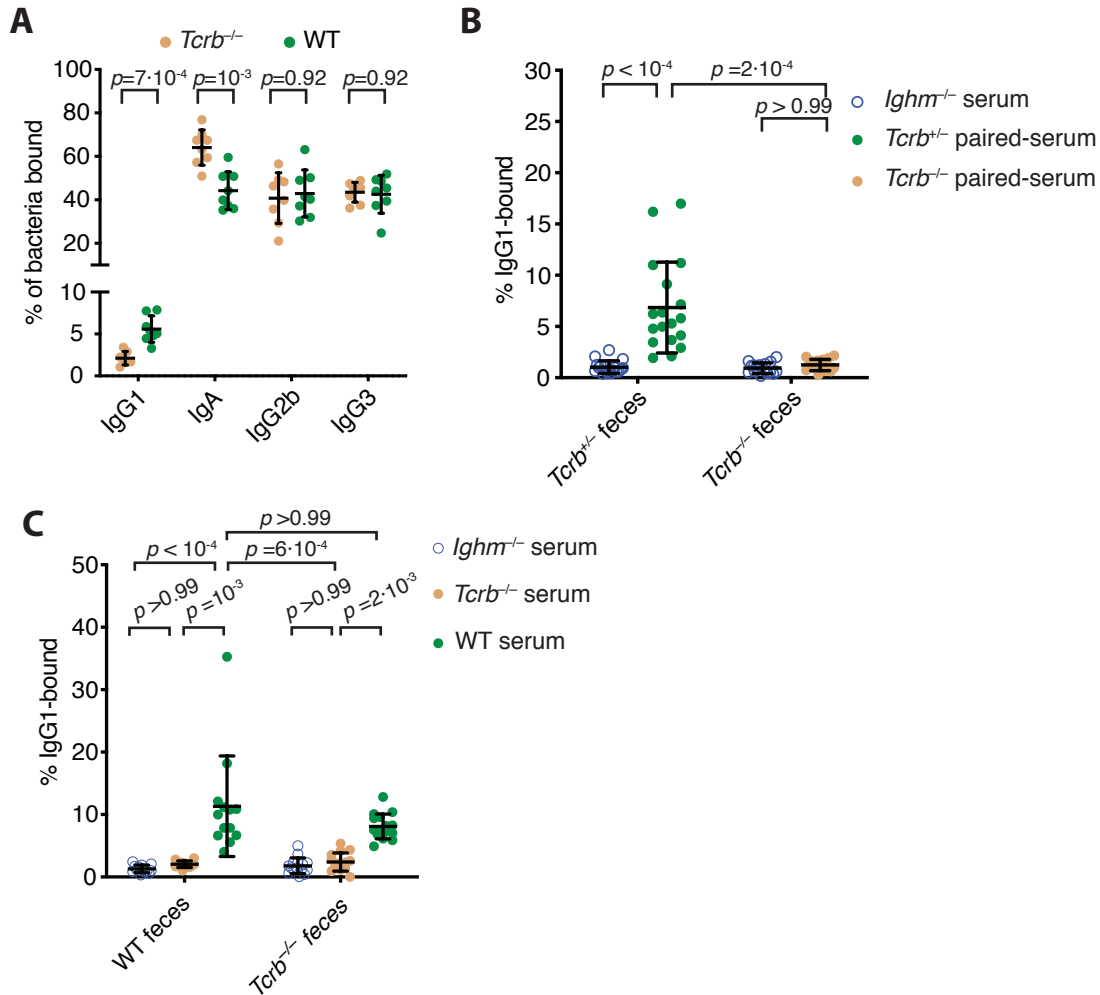 A
Tcrb⁻/⁻ WT
p=7·10⁻⁴ p=10⁻³ p=0.92 p=0.92
% of bacteria bound
100
80
60
40
20
10
5
0
IgG1 IgA IgG2b IgG3
B
p < 10⁻⁴ p =2·10⁻⁴
p > 0.99
Ighm⁻/⁻ serum
Tcrb⁺/⁻ paired-serum
Tcrb⁻/⁻ paired-serum
% IgG1-bound
30
25
20
15
10
5
0
Tcrb⁺/⁻ feces Tcrb⁻/⁻ feces
C
p >0.99
p < 10⁻⁴ p =6·10⁻⁴
p >0.99 p =10⁻³ p >0.99 p =2·10⁻³
Ighm⁻/⁻ serum
Tcrb⁻/⁻ serum
WT serum
% IgG1-bound
50
40
30
20
10
0
WT feces Tcrb⁻/⁻ feces